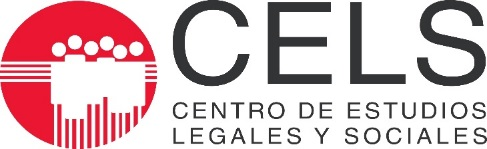 CELS
CENTRO DE ESTUDIOS
LEGALES Y SOCIALES